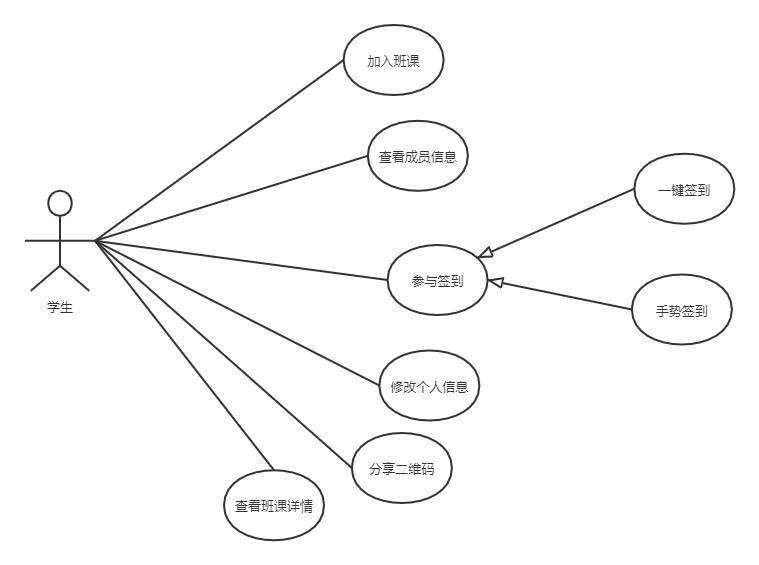 加入班课
查看成员信息
一键签到
参与签到
学生
手势签到
修改个人信息
分享二维码
查看班课详情